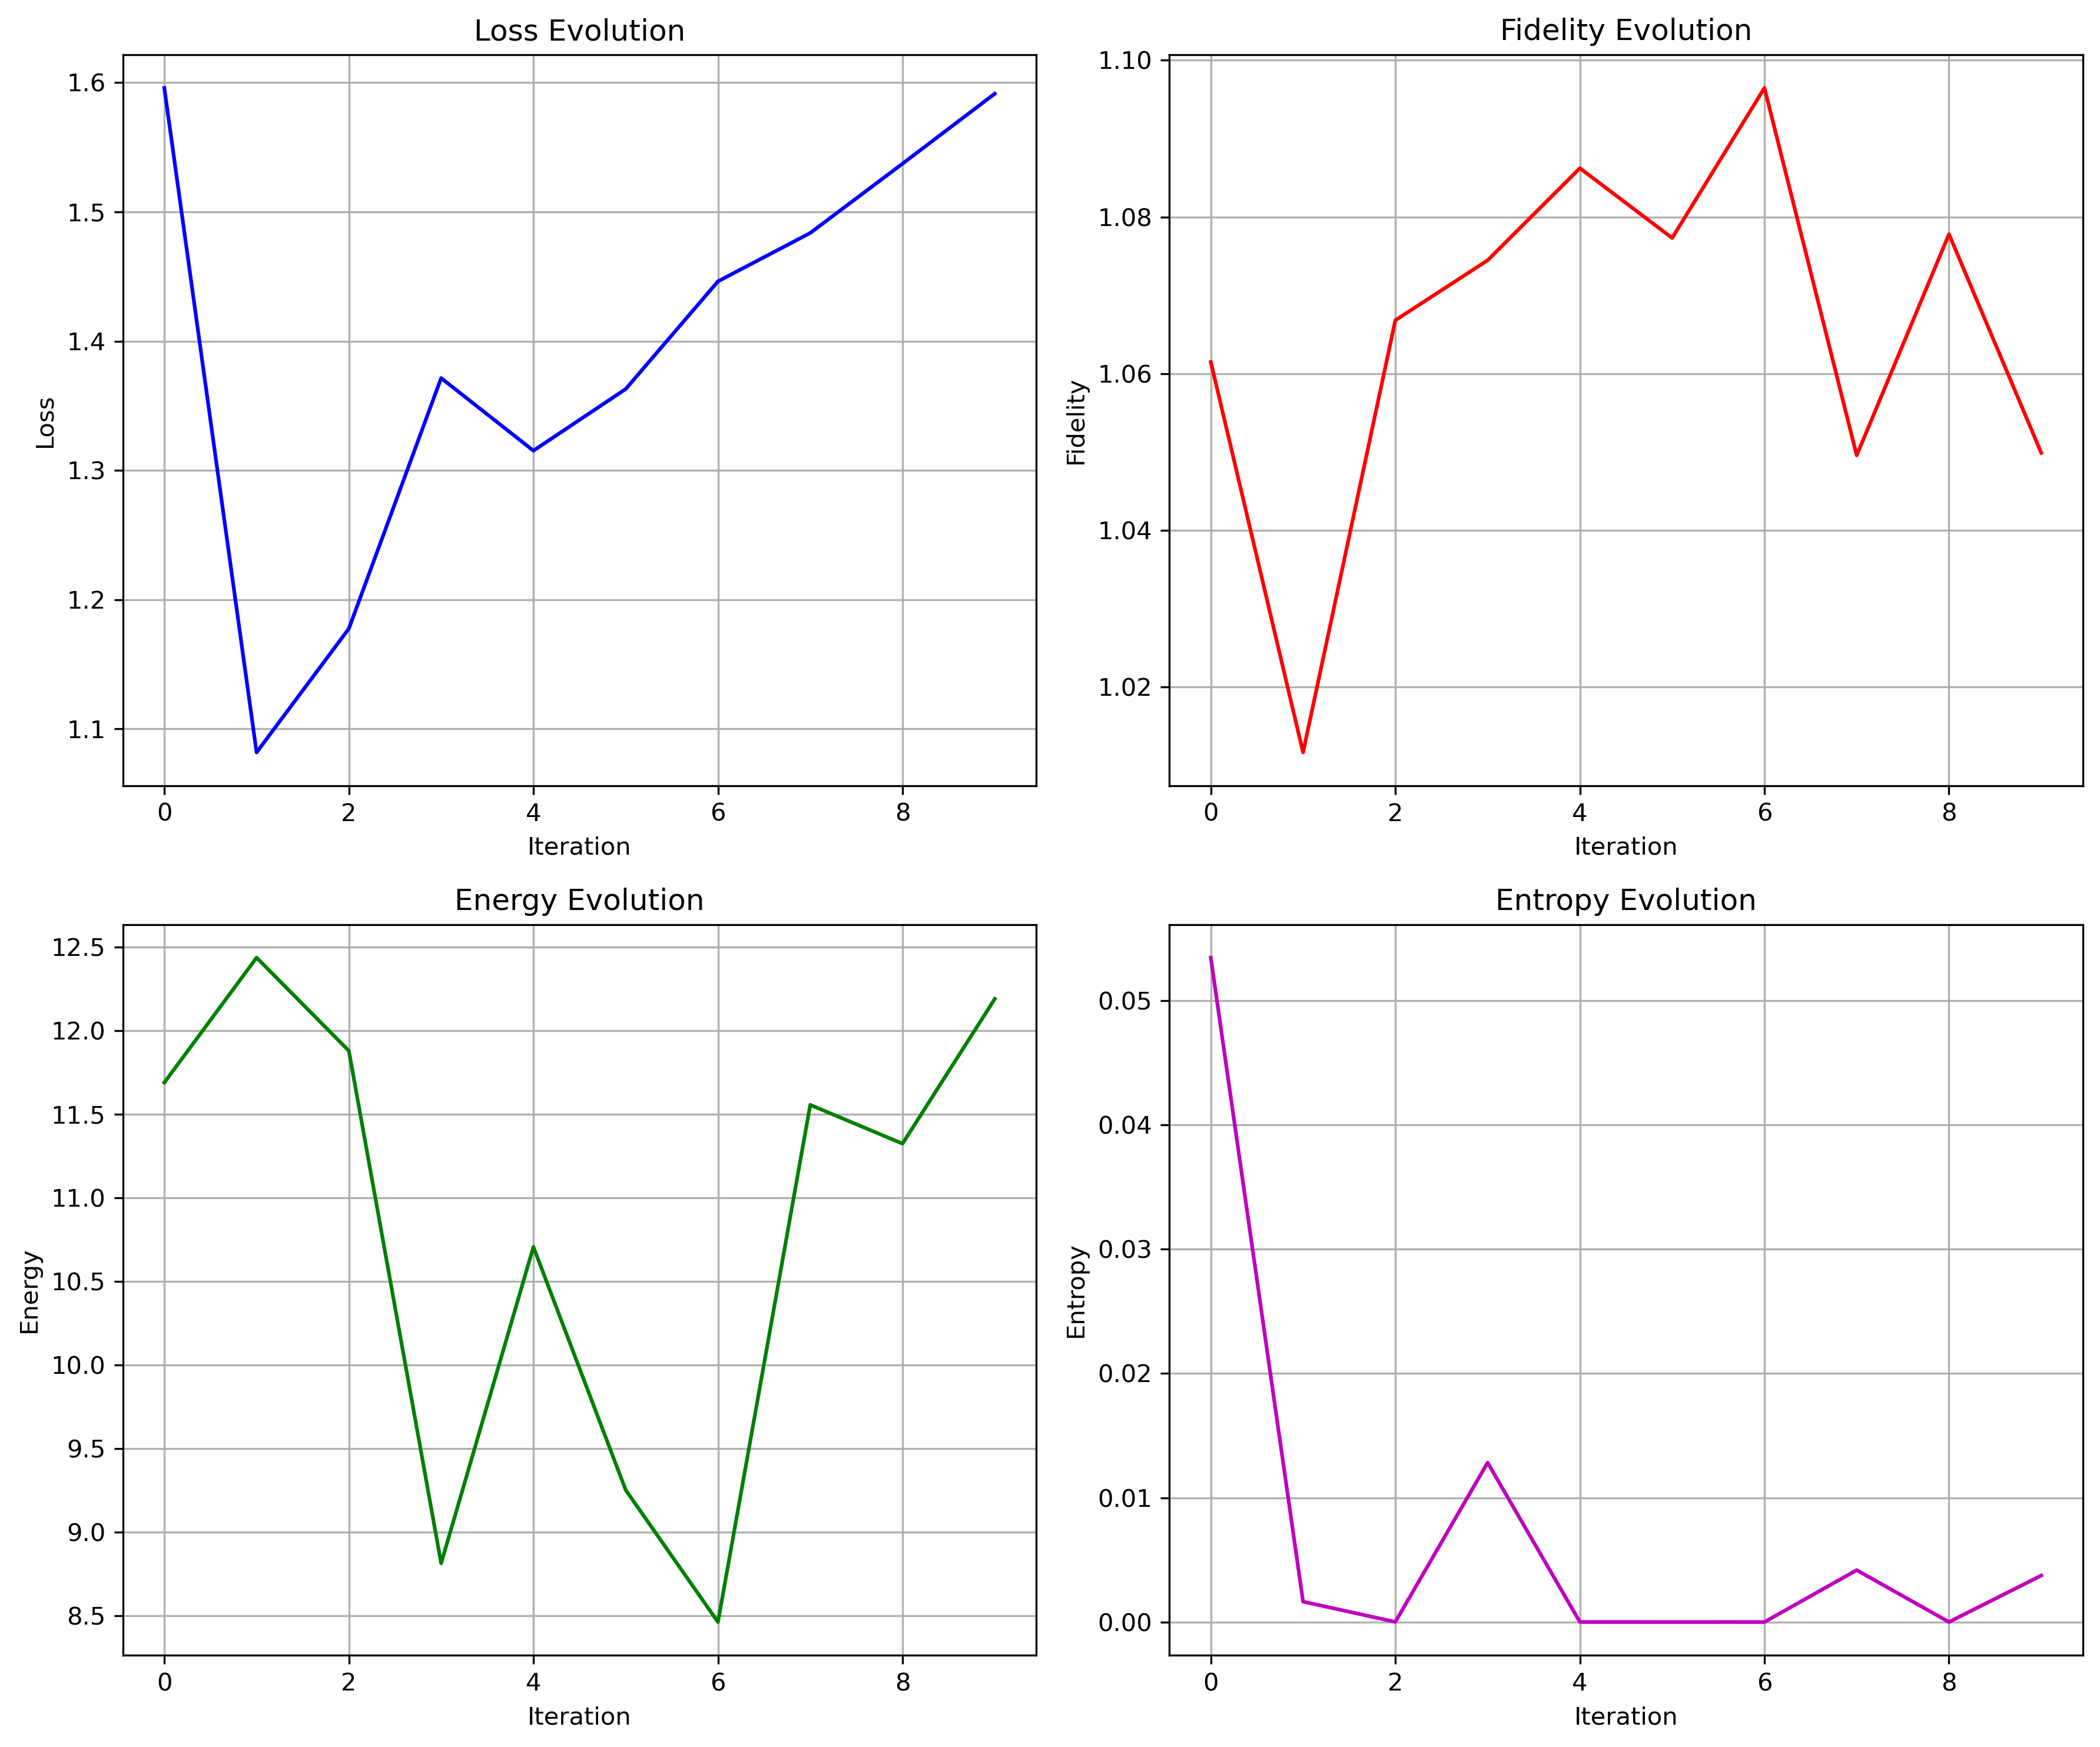 Loss Evolution
1.6
1.5
1.4
1.3
1.2
1.1
Loss
0 2 4 6 8
Iteration
Fidelity Evolution
1.10
1.08
1.06
1.04
1.02
Fidelity
0 2 4 6 8
Iteration
Energy Evolution
12.5
12.0
11.5
11.0
10.5
10.0
9.5
9.0
8.5
Energy
0 2 4 6 8
Iteration
Entropy Evolution
0.05
0.04
0.03
0.02
0.01
0.00
Entropy
0 2 4 6 8
Iteration